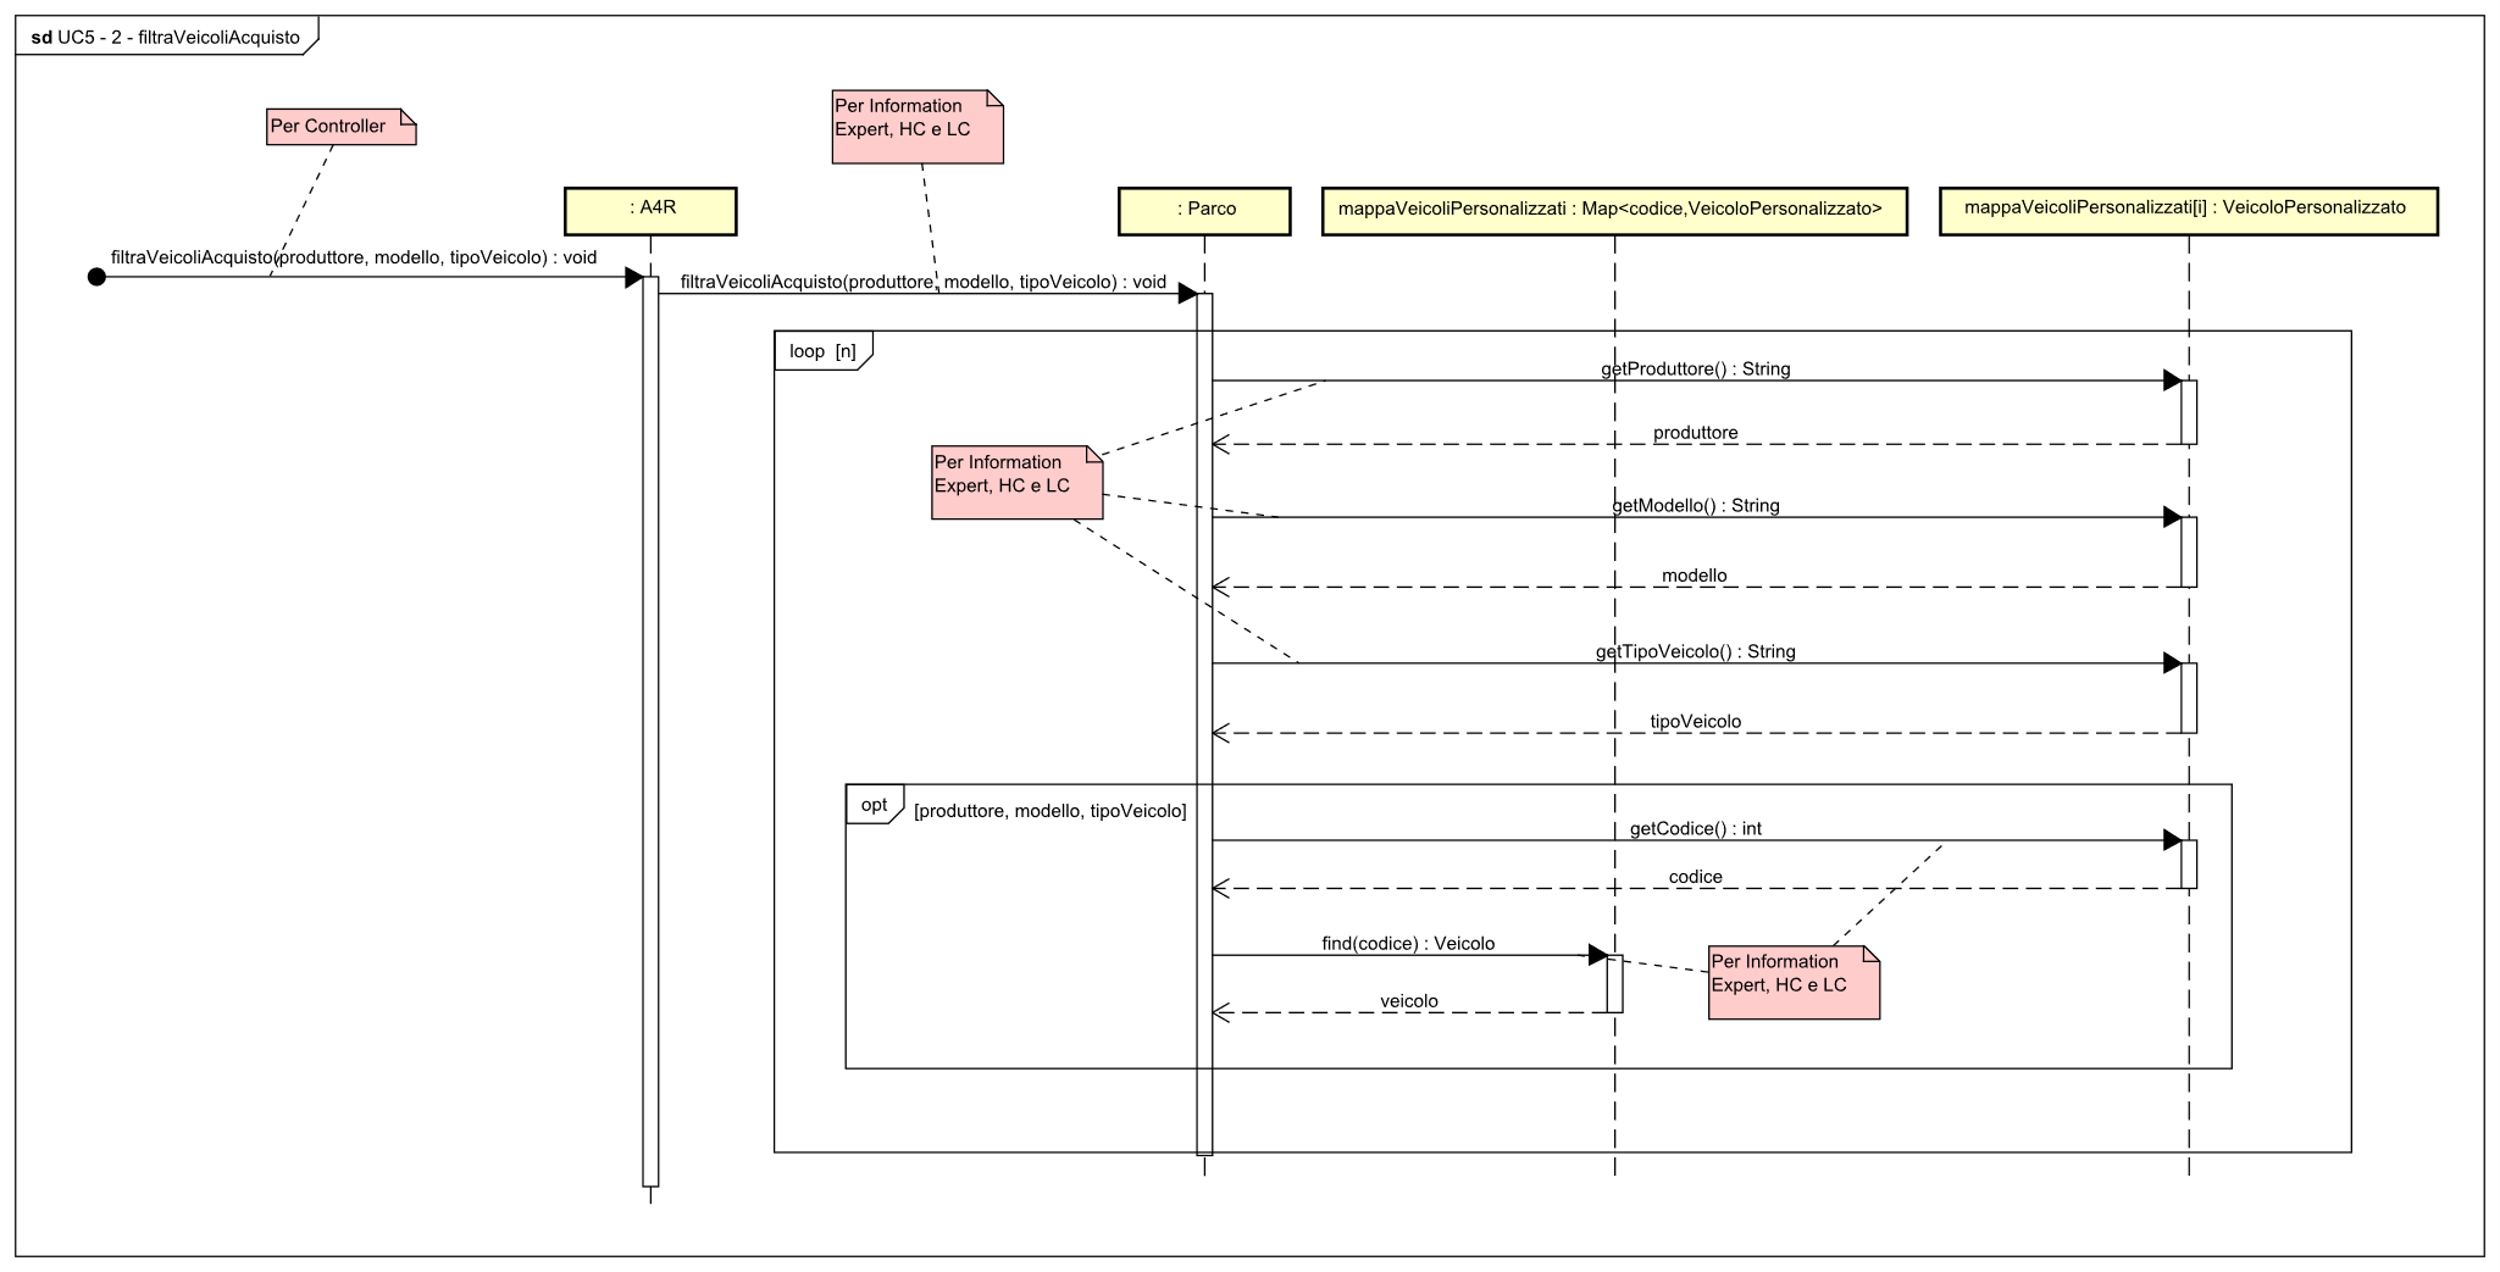 sd UC5 - 2 - filtraVeicoliAcquisto
Per Controller
Per Information
Expert, HC e LC
: A4R
: Parco
mappaVeicoliPersonalizzati : Map<codice,VeicoloPersonalizzato>
mappaVeicoliPersonalizzati[i] : VeicoloPersonalizzato
filtraVeicoliAcquisto(produttore, modello, tipoVeicolo) : void
filtraVeicoliAcquisto(produttore, modello, tipoVeicolo) : void
loop [n]
getProduttore() : String
produttore
Per Information
Expert, HC e LC
getModello() : String
modello
getTipoVeicolo() : String
tipoVeicolo
opt
[produttore, modello, tipoVeicolo]
getCodice() : int
codice
find(codice) : Veicolo
Per Information
Expert, HC e LC
veicolo